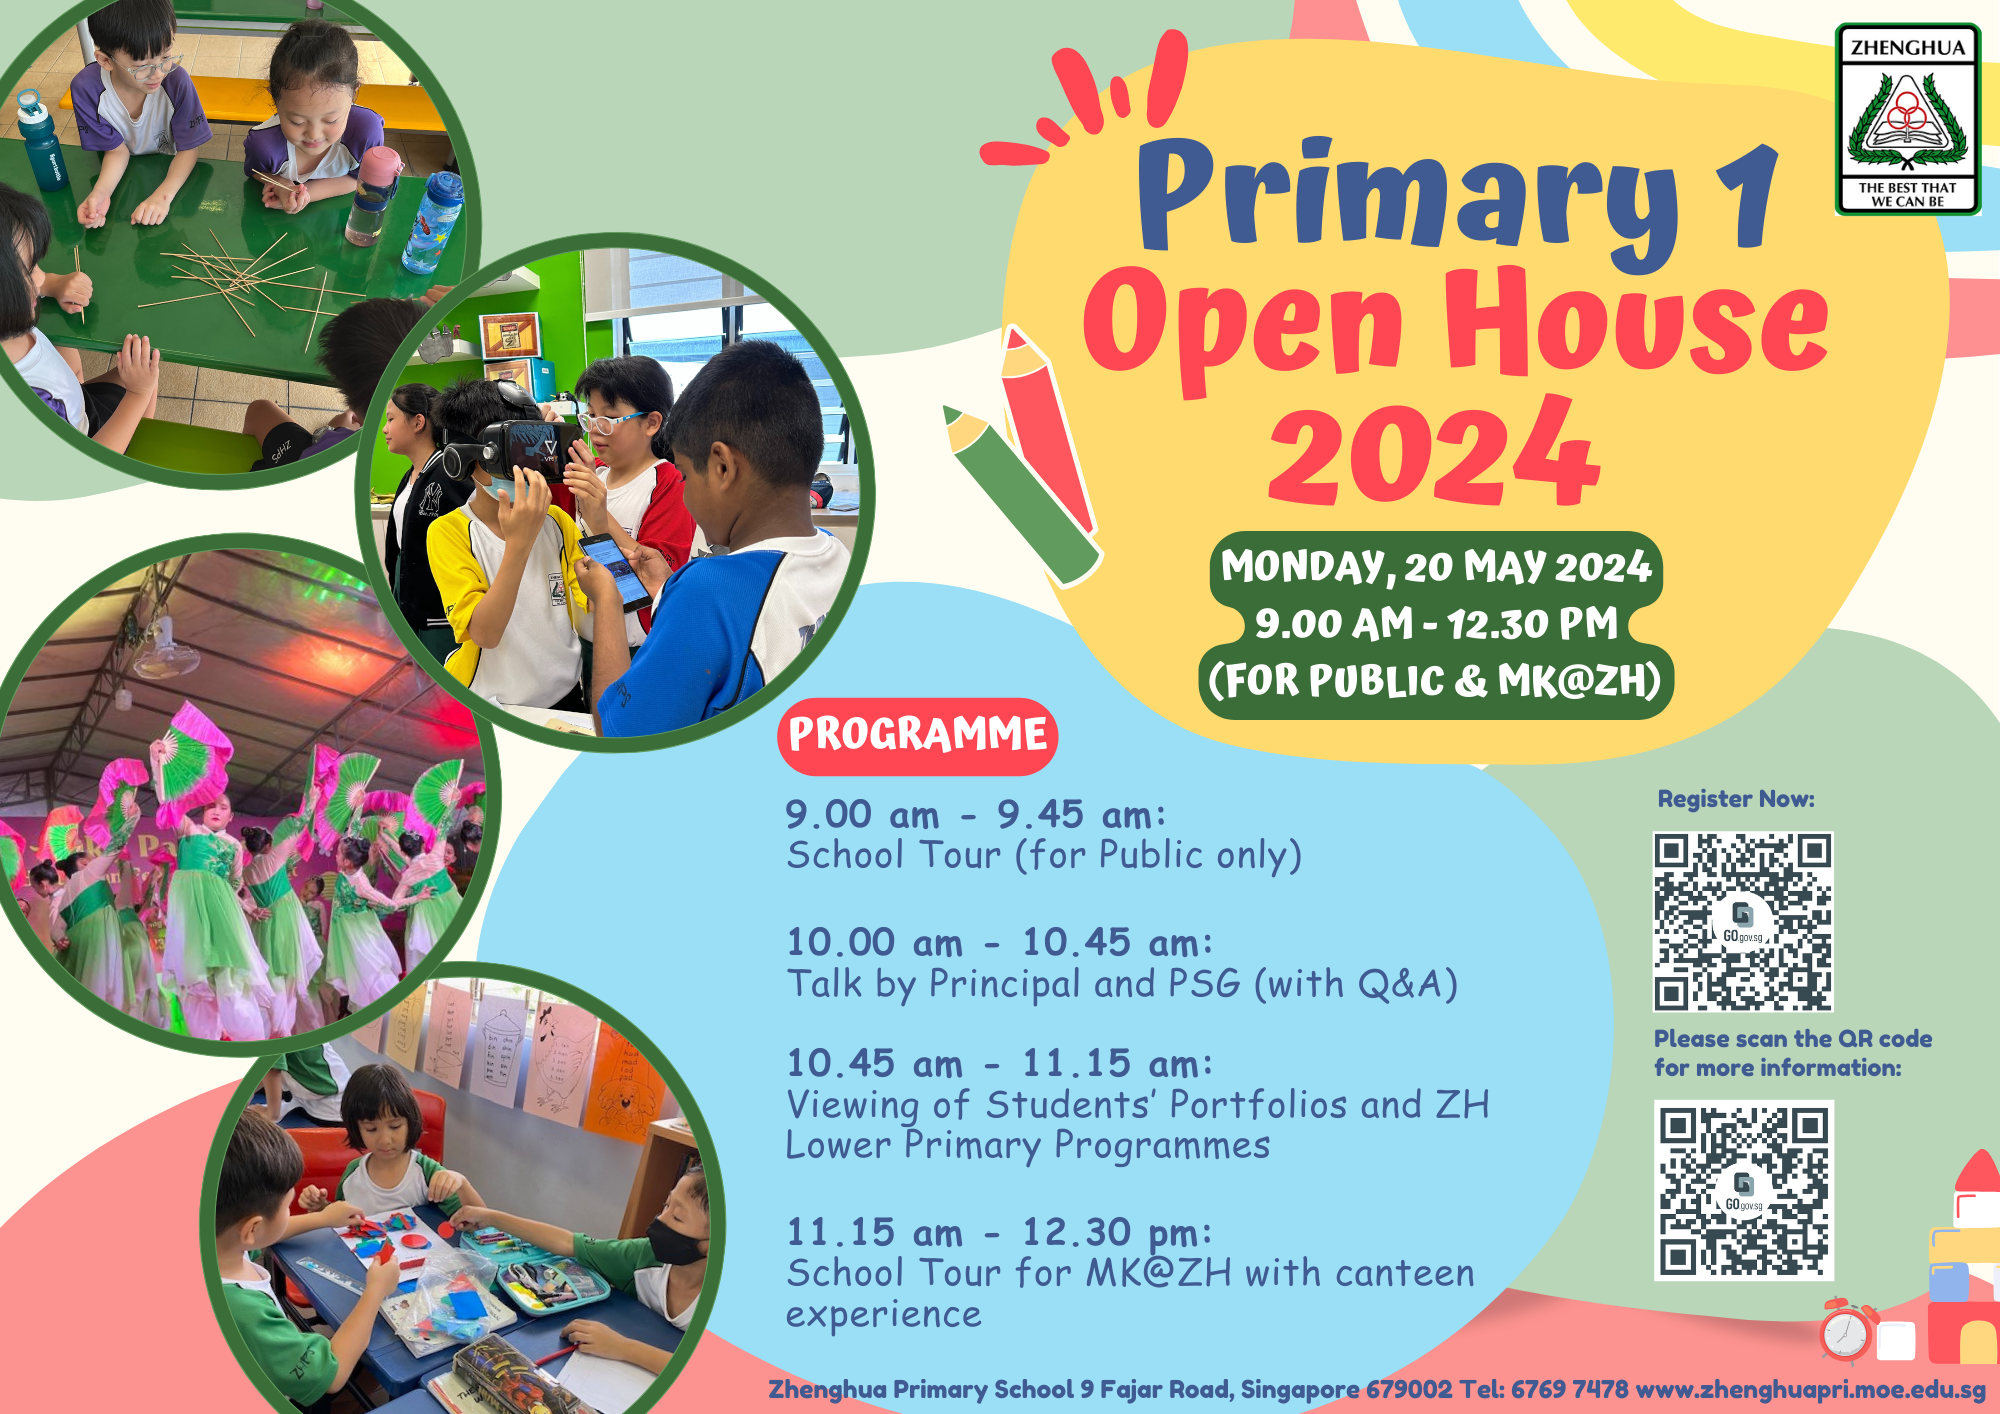 ZHENGHUA
THE BEST THAT
WE CAN BE
Primary 1
Open House
2024
MONDAY, 20 MAY 2024
9.00 AM - 12.30 PM
(FOR PUBLIC & MK@ZH)
PROGRAMME
9.00 am - 9.45 am:
School Tour (for Public only)
10.00 am - 10.45 am:
Talk by Principal and PSG (with Q&A)
10.45 am - 11.15 am:
Viewing of Students' Portfolios and ZH
Lower Primary Programmes
11.15 am - 12.30 pm:
School Tour for MK@ZH with canteen
experience
Register Now:
GO.gov.sg
Please scan the QR code
for more information:
GO.gov.sg
Zhenghua Primary School 9 Fajar Road, Singapore 679002 Tel: 6769 7478 www.zhenghuapri.moe.edu.sg